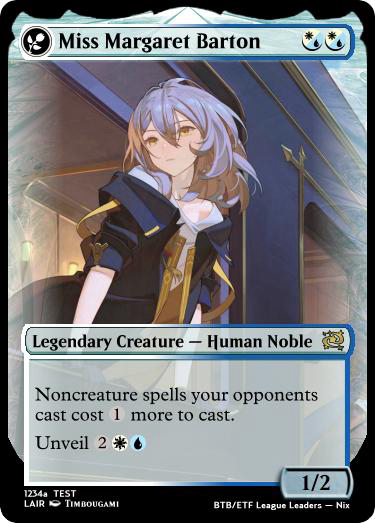 Miss Margaret Barton
Legendary Creature — Human Noble
Noncreature spells your opponents
cast cost 1 more to cast.
Unveil 2
1/2
1234a TEST
LAIR Timbougami
BTB/ETF League Leaders — Nix